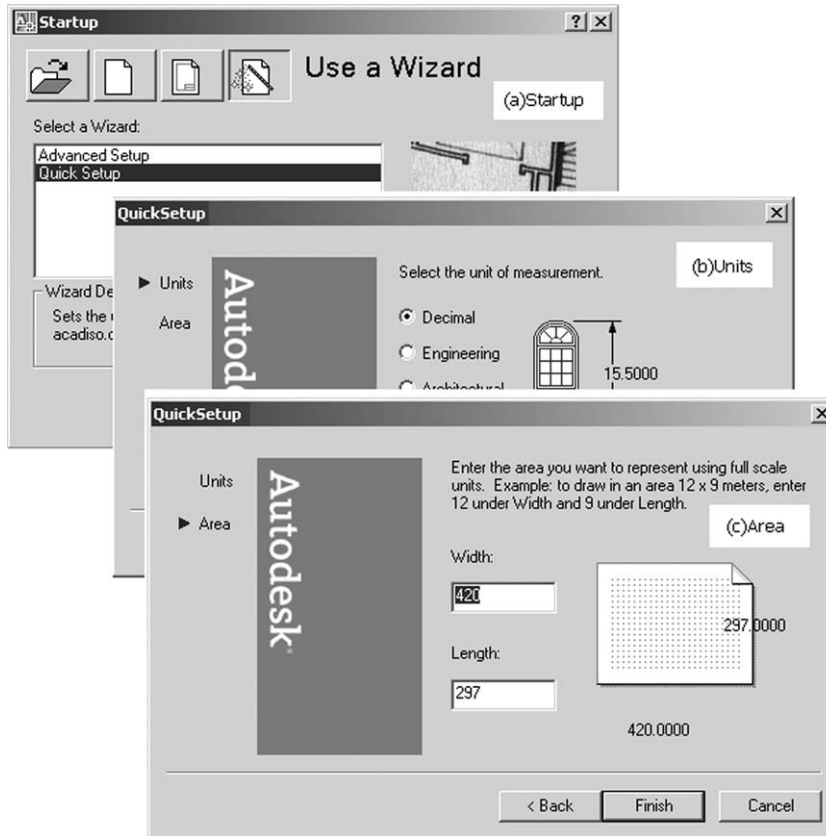 Startup
Use a Wizard
(a)Startup
Select a Wizard:
Advanced Setup
Quick Setup
Wizard De
Sets the
acadiso.
QuickSetup
(b)Units
Units
Area
Select the unit of measurement.
Decimal
Engineering
15.5000
QuickSetup
Units
Area
Autodesk
Enter the area you want to represent using full scale
units. Example: to draw in an area 12 x 9 meters, enter
12 under Width and 9 under Length.
(c)Area
Width:
420
297.0000
Length:
297
420.0000
< Back
Finish
Cancel